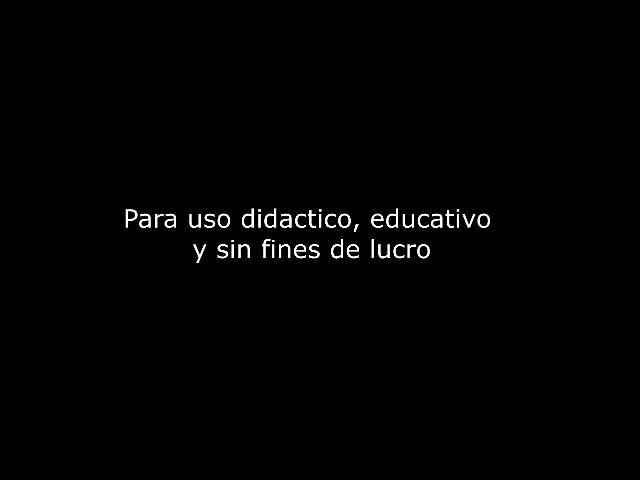 Para uso didactico, educativo
y sin fines de lucro